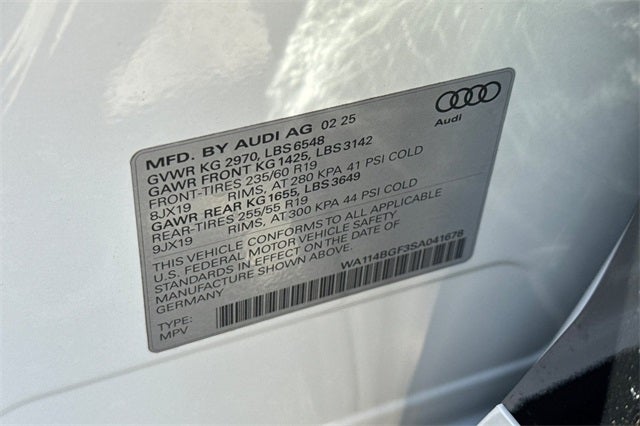 MFD. BY AUDI AG 02 25
GVWR KG 2970, LBS 6548
GAWR FRONT KG 1425, LBS 3142
FRONT-TIRES 235/60 R19
8JX19 RIMS, AT 280 KPA 41 PSI COLD
GAWR REAR KG 1655, LBS 3649
REAR-TIRES 255/55 R19
9JX19 RIMS, AT 300 KPA 44 PSI COLD
THIS VEHICLE CONFORMS TO ALL APPLICABLE
U.S. FEDERAL MOTOR VEHICLE SAFETY
STANDARDS IN EFFECT ON THE DATE OF
MANUFACTURE SHOWN ABOVE.
GERMANY
WA114BGF3SA041678
TYPE:
MPV
Audi